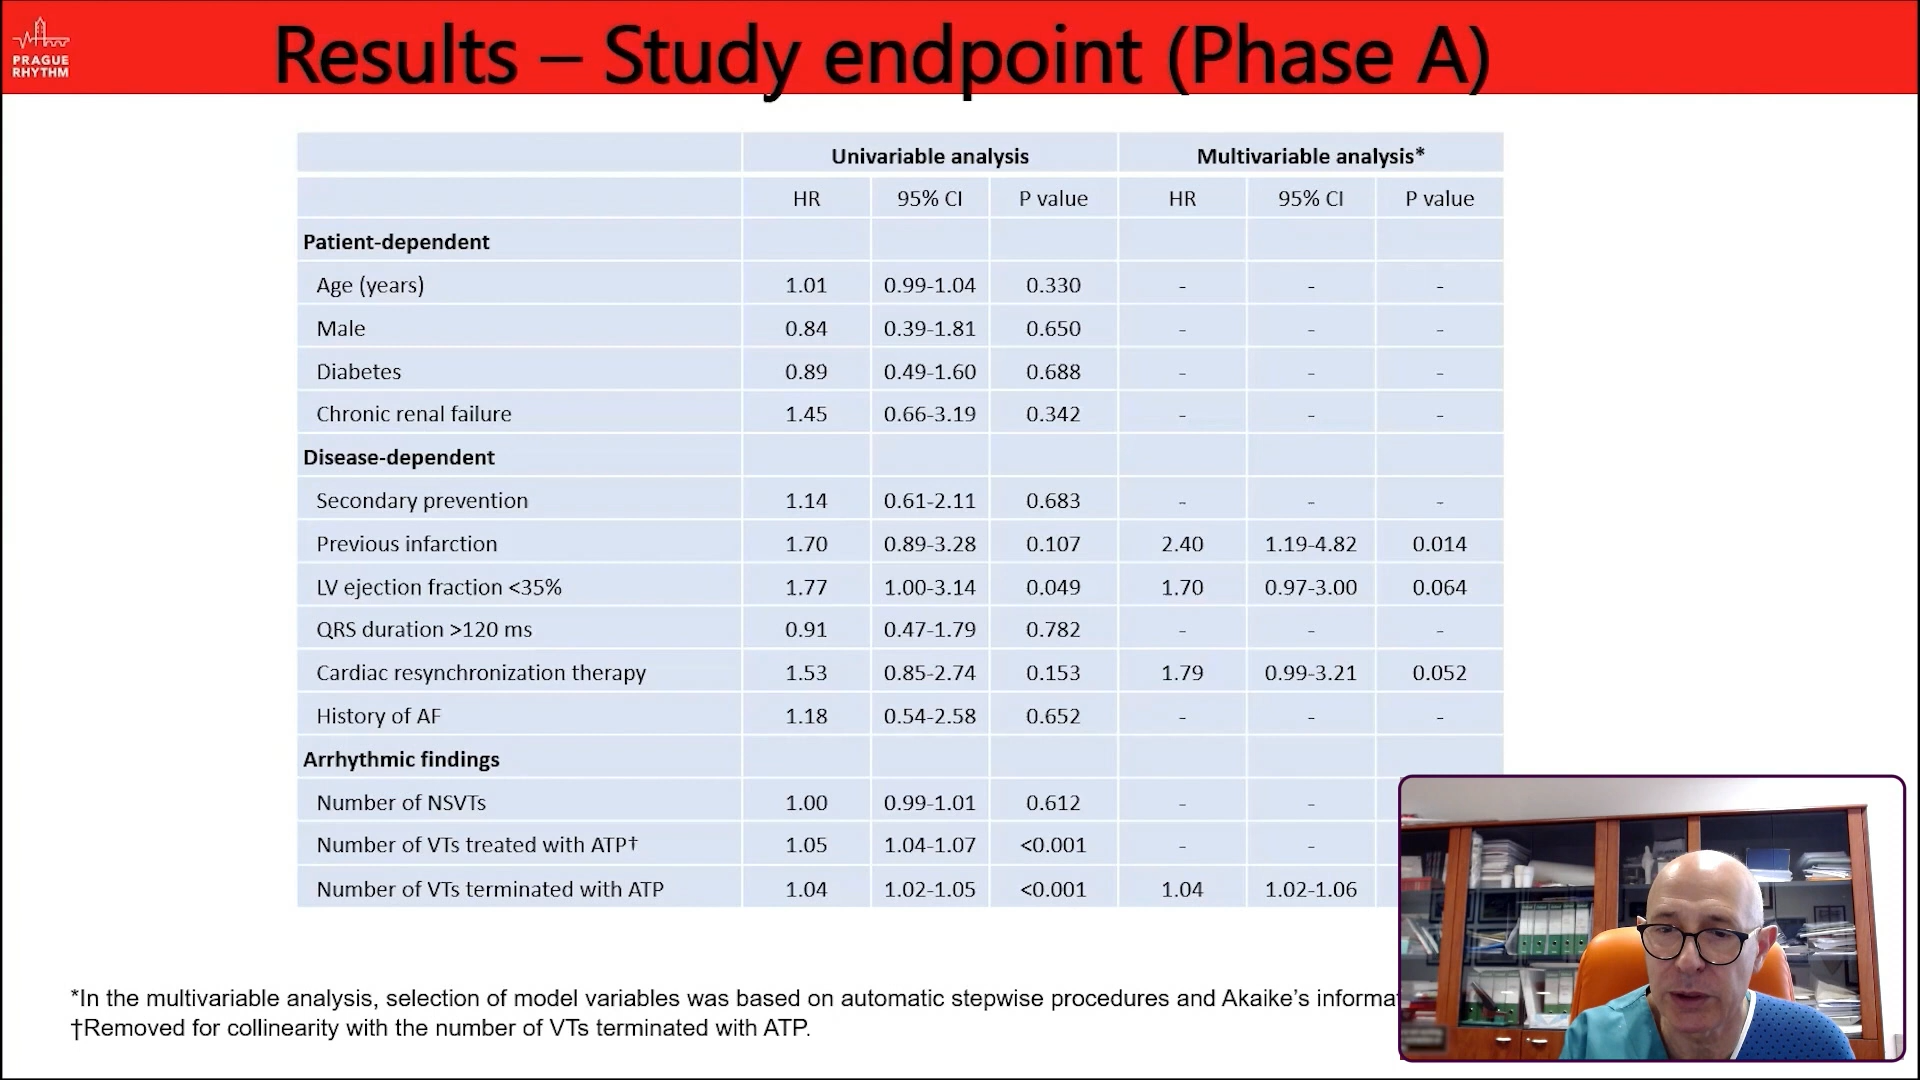 PRAGUE
RHYTHM
Results – Study endpoint (Phase A)
Univariable analysis Multivariable analysis*
HR 95% CI P value HR 95% CI P value
Patient-dependent
Age (years) 1.01 0.99-1.04 0.330 - - -
Male 0.84 0.39-1.81 0.650 - - -
Diabetes 0.89 0.49-1.60 0.688 - - -
Chronic renal failure 1.45 0.66-3.19 0.342 - - -
Disease-dependent
Secondary prevention 1.14 0.61-2.11 0.683 - - -
Previous infarction 1.70 0.89-3.28 0.107 2.40 1.19-4.82 0.014
LV ejection fraction <35% 1.77 1.00-3.14 0.049 1.70 0.97-3.00 0.064
QRS duration >120 ms 0.91 0.47-1.79 0.782 - - -
Cardiac resynchronization therapy 1.53 0.85-2.74 0.153 1.79 0.99-3.21 0.052
History of AF 1.18 0.54-2.58 0.652 - - -
Arrhythmic findings
Number of NSVTs 1.00 0.99-1.01 0.612 - -
Number of VTs treated with ATP† 1.05 1.04-1.07 <0.001 - -
Number of VTs terminated with ATP 1.04 1.02-1.05 <0.001 1.04 1.02-1.06
*In the multivariable analysis, selection of model variables was based on automatic stepwise procedures and Akaike's
†Removed for collinearity with the number of VTs terminated with ATP.